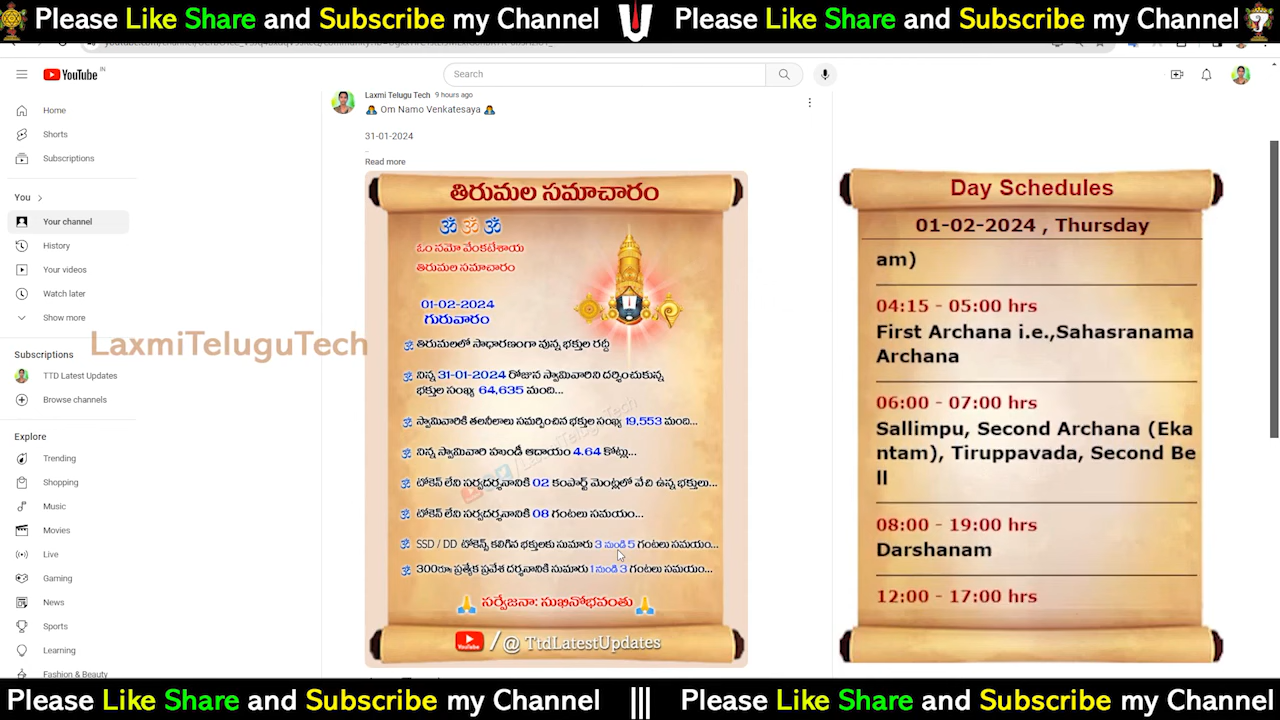 Please Like Share and Subscribe my Channel
Please Like Share and Subscribe my Channel
YouTube IN
Search
Home
Shorts
Subscriptions
You
Your channel
History
Your videos
Watch later
Show more
Subscriptions
TTD Latest Updates
Browse channels
Explore
Trending
Shopping
Music
Movies
Live
Gaming
News
Sports
Learning
Fashion & Beauty
LaxmiTeluguTech
Laxmi Telugu Tech 9 hours ago
Om Namo Venkatesaya
31-01-2024
..
Read more
తిరుమల సమాచారం
ఓం నమో వేంకటేశాయ
తిరుమల సమాచారం
01-02-2024
గురువారం
తిరుమలలో సాధారణంగా వున్న భక్తుల రద్దీ
నిన్న 31-01-2024 రోజున స్వామివారిని దర్శించుకున్న
భక్తుల సంఖ్య 64,635 మంది...
స్వామివారికి తలనీలాలు సమర్పించిన భక్తుల సంఖ్య 19,553 మంది...
నిన్న స్వామివారి హుండీ ఆదాయం 4.64 కోట్లు...
టోకెన్ లేని సర్వదర్శనానికి 02 కంపార్ట్ మెంట్లలో వేచి ఉన్న భక్తులు...
టోకెన్ లేని సర్వదర్శనానికి 08 గంటలు సమయం...
SSD / DD టోకెన్స్ కలిగిన భక్తులకు సుమారు 3 నుండి 5 గంటలు సమయం...
300రూ ప్రత్యేక ప్రవేశ దర్శనానికి సుమారు 1 నుండి 3 గంటలు సమయం...
సర్వేజనా: సుఖినోభవంతు
YouTube / @ TtdLatestUpdates
Day Schedules
01-02-2024 , Thursday
am)
04:15 - 05:00 hrs
First Archana i.e.,Sahasranama
Archana
06:00 - 07:00 hrs
Sallimpu, Second Archana (Eka
ntam), Tiruppavada, Second Be
ll
08:00 - 19:00 hrs
Darshanam
12:00 - 17:00 hrs
Please Like Share and Subscribe my Channel
|||
Please Like Share and Subscribe my Channel